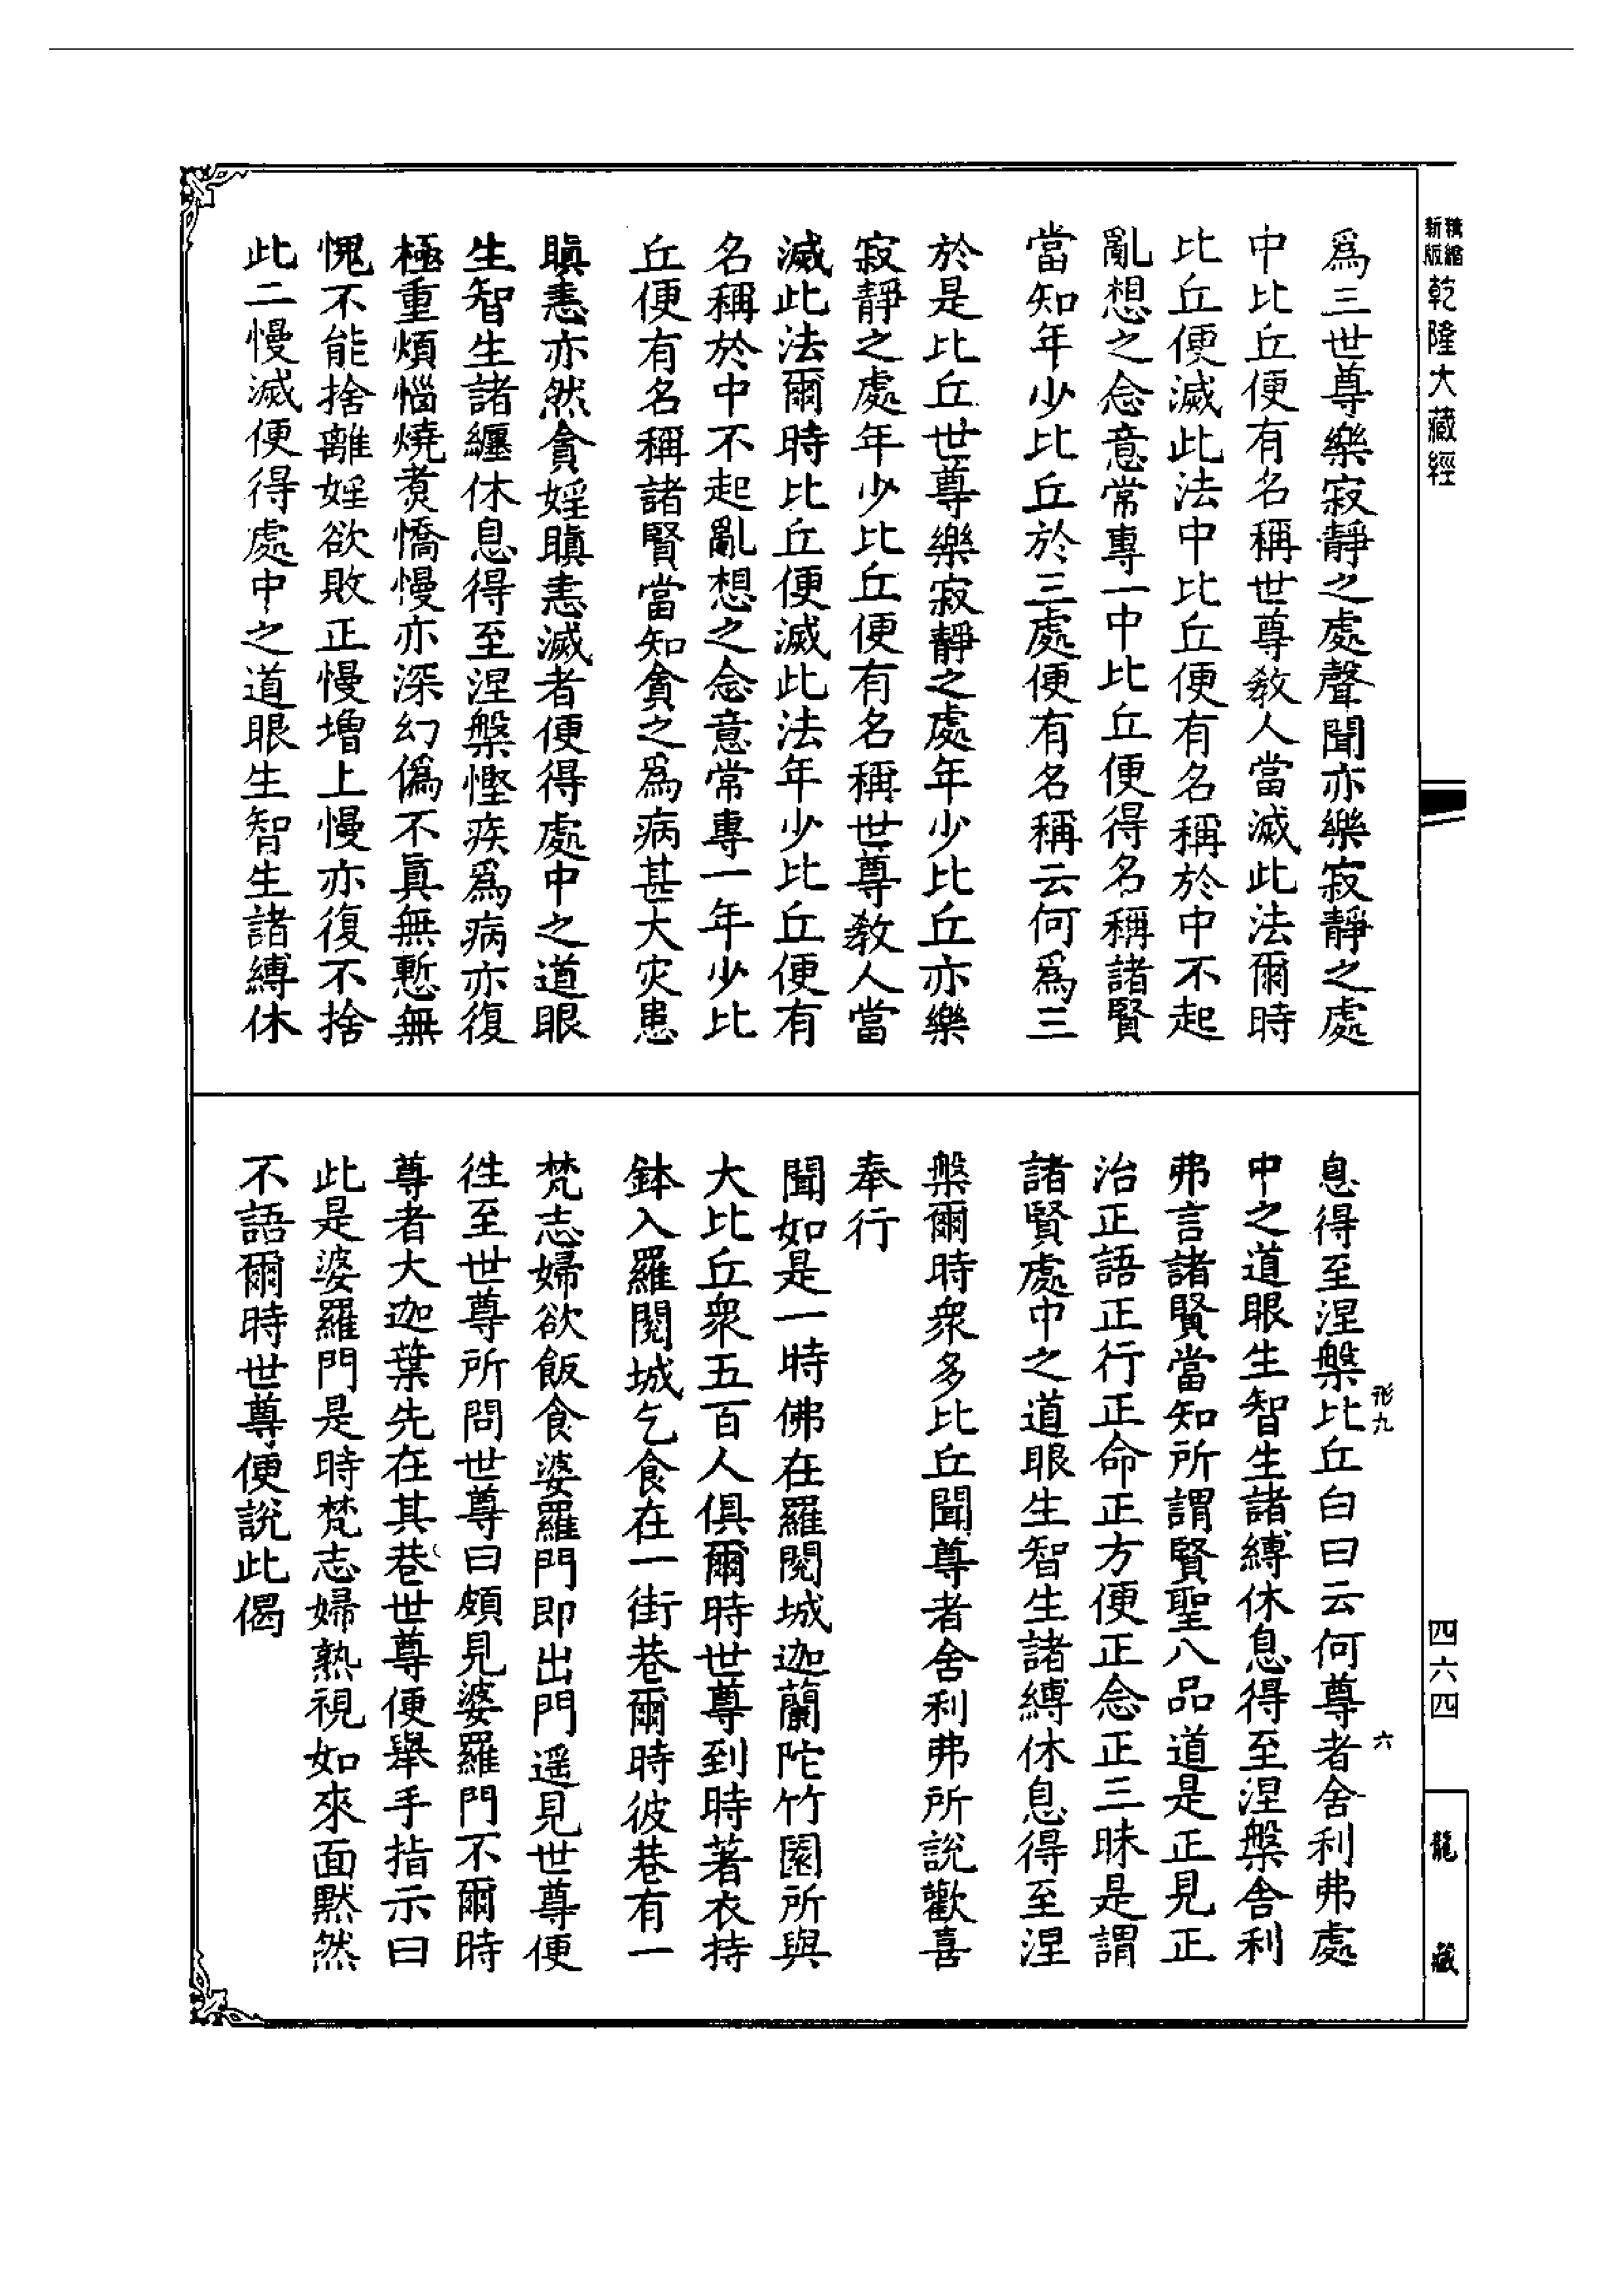 精縮新版乾隆大藏經
為三世尊樂寂靜之處聲聞亦樂寂靜之處
中比丘便有名稱世尊教人當滅此法爾時
比丘便滅此法中比丘便有名稱於中不起
亂想之念意常專一中比丘便得名稱諸賢
當知年少比丘於三處便有名稱云何為三
於是比丘世尊樂寂靜之處年少比丘亦樂
寂靜之處年少比丘便有名稱世尊教人當
滅此法爾時比丘便滅此法年少比丘便有
名稱於中不起亂想之念意常專一年少比
丘便有名稱諸賢當知貪之為病甚大灾患
瞋恚亦然貪婬瞋恚滅者便得處中之道眼
生智生諸纏休息得至涅槃慳疾為病亦復
極重煩惱燒煑憍慢亦深幻偽不真無慙無
愧不能捨離婬欲敗正慢增上慢亦復不捨
此二慢滅便得處中之道眼生智生諸縛休
形九
六
息得至涅槃比丘白曰云何尊者舍利弗處
中之道眼生智生諸縛休息得至涅槃舍利
弗言諸賢當知所謂賢聖八品道是正見正
治正語正行正命正方便正念正三昧是謂
諸賢處中之道眼生智生諸縛休息得至涅
槃爾時衆多比丘聞尊者舍利弗所說歡喜
奉行
聞如是一時佛在羅閱城迦蘭陀竹園所與
大比丘衆五百人俱爾時世尊到時著衣持
鉢入羅閱城乞食在一街巷爾時彼巷有一
梵志婦欲飯食婆羅門即出門遥見世尊便
徃至世尊所問世尊曰頗見婆羅門不爾時
尊者大迦葉先在其巷世尊便舉手指示曰
此是婆羅門是時梵志婦熟視如來面默然
不語爾時世尊便說此偈
四六四
龍藏